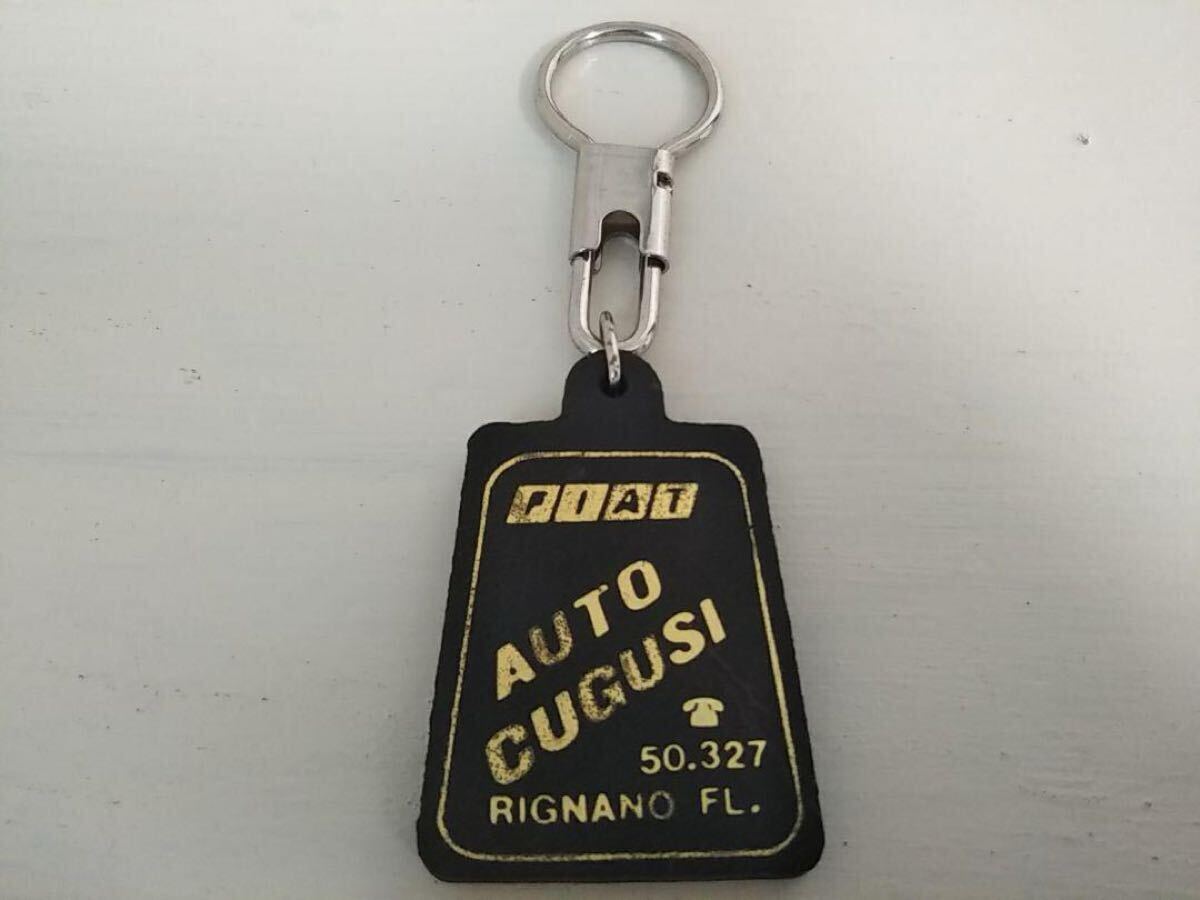 FIAT
AUTO
CUGUSI
50.327
RIGNANO FL.